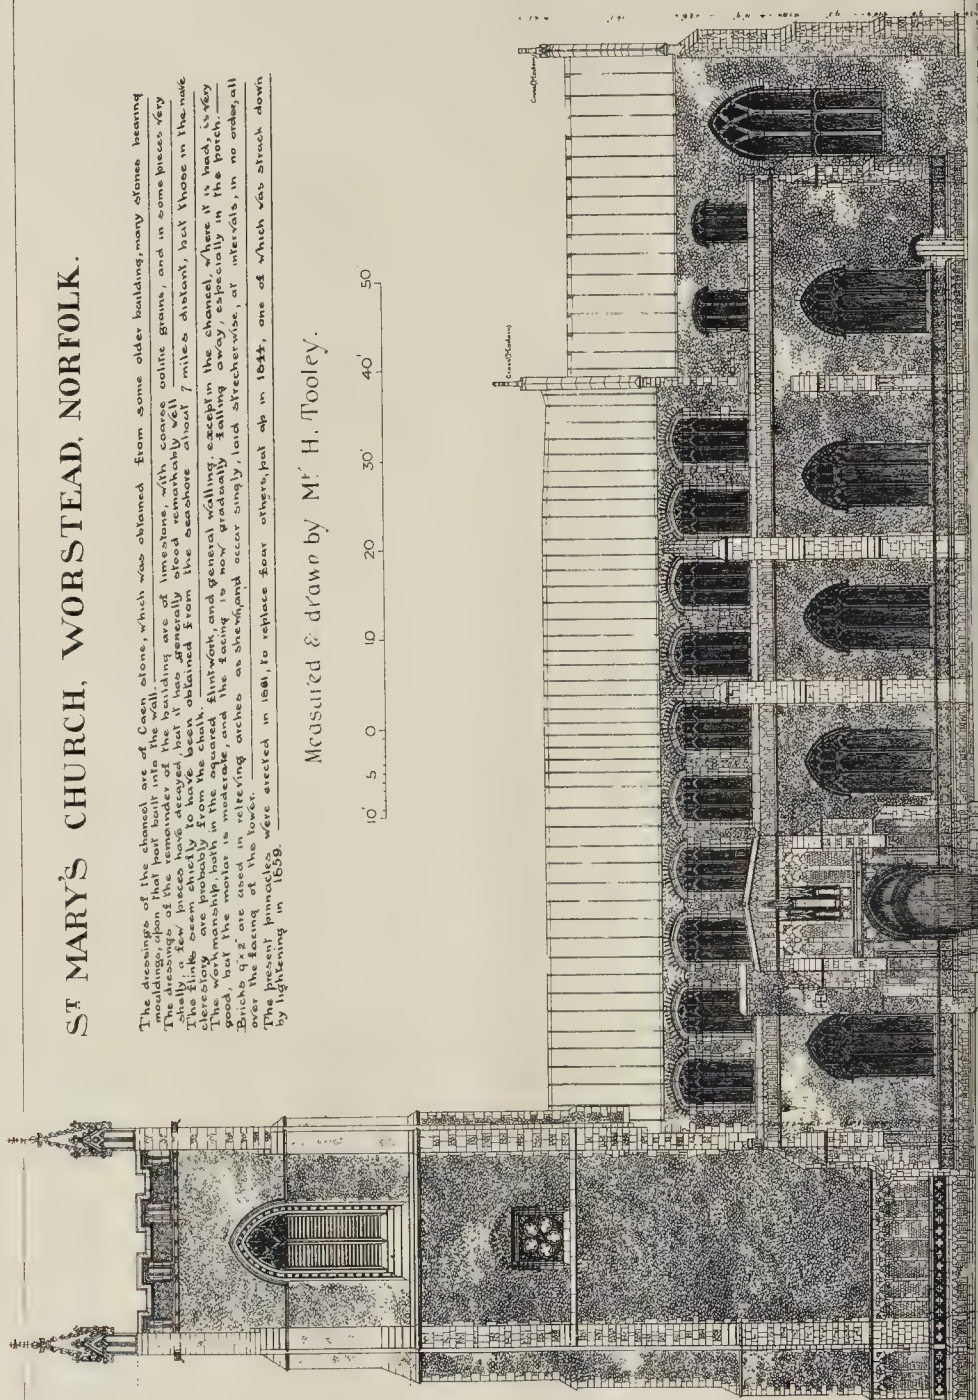 ST MARY'S CHURCH, WORSTEAD, NORFOLK.
The dressings of the chancel are of Caen stone, which was obtained from some older building, many stones bearing
mouldings, upon that part built into the wall.
The dressings of the remainder of the building are of limestone, with coarse oolitic grains, and in some pieces very
shelly, a few pieces have decayed, but it has generally stood remarkably well
The flints seem chiefly to have been obtained from the seashore about 7 miles distant, but those in the nave
clerestory are probably from the chalk.
The workmanship, both in the squared flintwork, and general walling, except in the chancel, where it is bad, is very
good, but the mortar is moderate, and the facing is now gradually falling away, especially in the porch.
Bricks 9"x2" are used in relieving arches as shewn, and occur singly, laid strecherwise, at intervals, in no order, all
over the facing of the tower.
The present pinnacles were erected in 1881, to replace four others, put up in 1844, one of which was struck down
by lightening in 1859.
Measured & drawn by Mr. H. Tooley.
10' 5 0 10 20 30' 40' 50
Cross (Modern)
Cross (Modern)